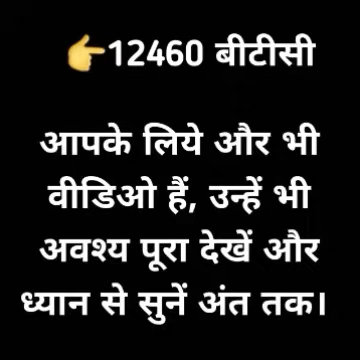 👉12460 बीटीसी
आपके लिये और भी
वीडिओ हैं, उन्हें भी
अवश्य पूरा देखें और
ध्यान से सुनें अंत तक।